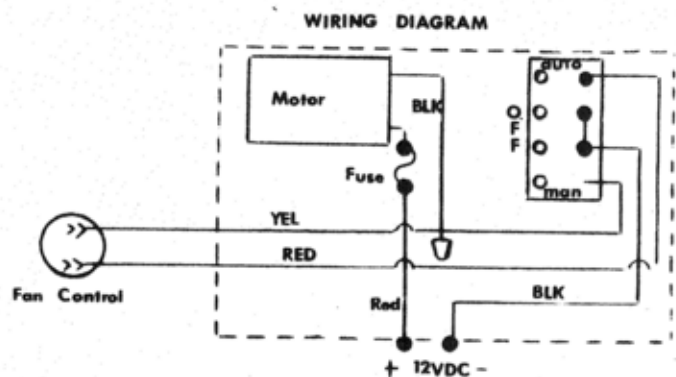 WIRING DIAGRAM
auto
Motor
BLK
O
F
F
Fuse
man
YEL
RED
Fan Control
Red
BLK
+ 12VDC -